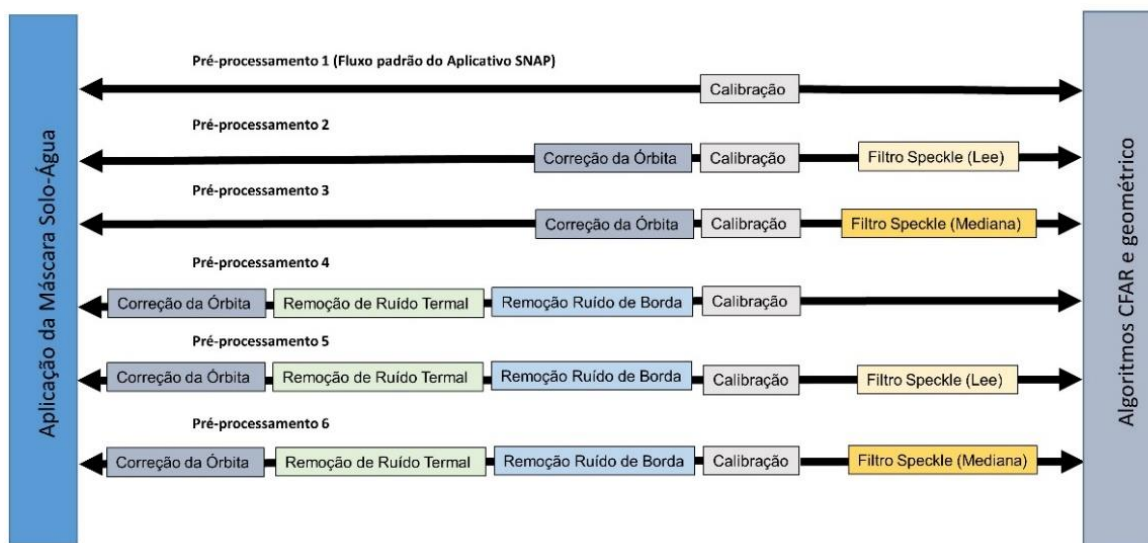 Aplicação da Máscara Solo-Água
Pré-processamento 1 (Fluxo padrão do Aplicativo SNAP)
Calibração
Pré-processamento 2
Correção da Órbita
Calibração
Filtro Speckle (Lee)
Pré-processamento 3
Correção da Órbita
Calibração
Filtro Speckle (Mediana)
Pré-processamento 4
Correção da Órbita
Remoção de Ruído Termal
Remoção Ruído de Borda
Calibração
Pré-processamento 5
Correção da Órbita
Remoção de Ruído Termal
Remoção Ruído de Borda
Calibração
Filtro Speckle (Lee)
Pré-processamento 6
Correção da Órbita
Remoção de Ruído Termal
Remoção Ruído de Borda
Calibração
Filtro Speckle (Mediana)
Algoritmos CFAR e geométrico